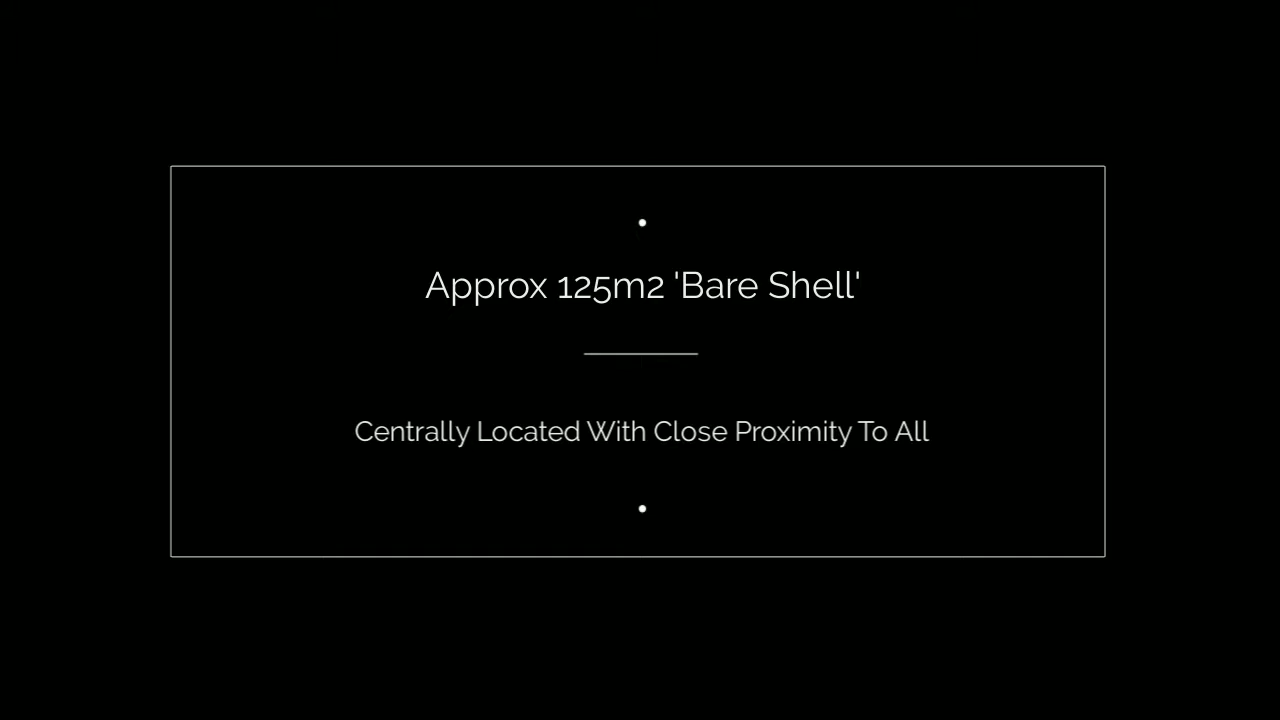 Approx 125m2 'Bare Shell'
Centrally Located With Close Proximity To All